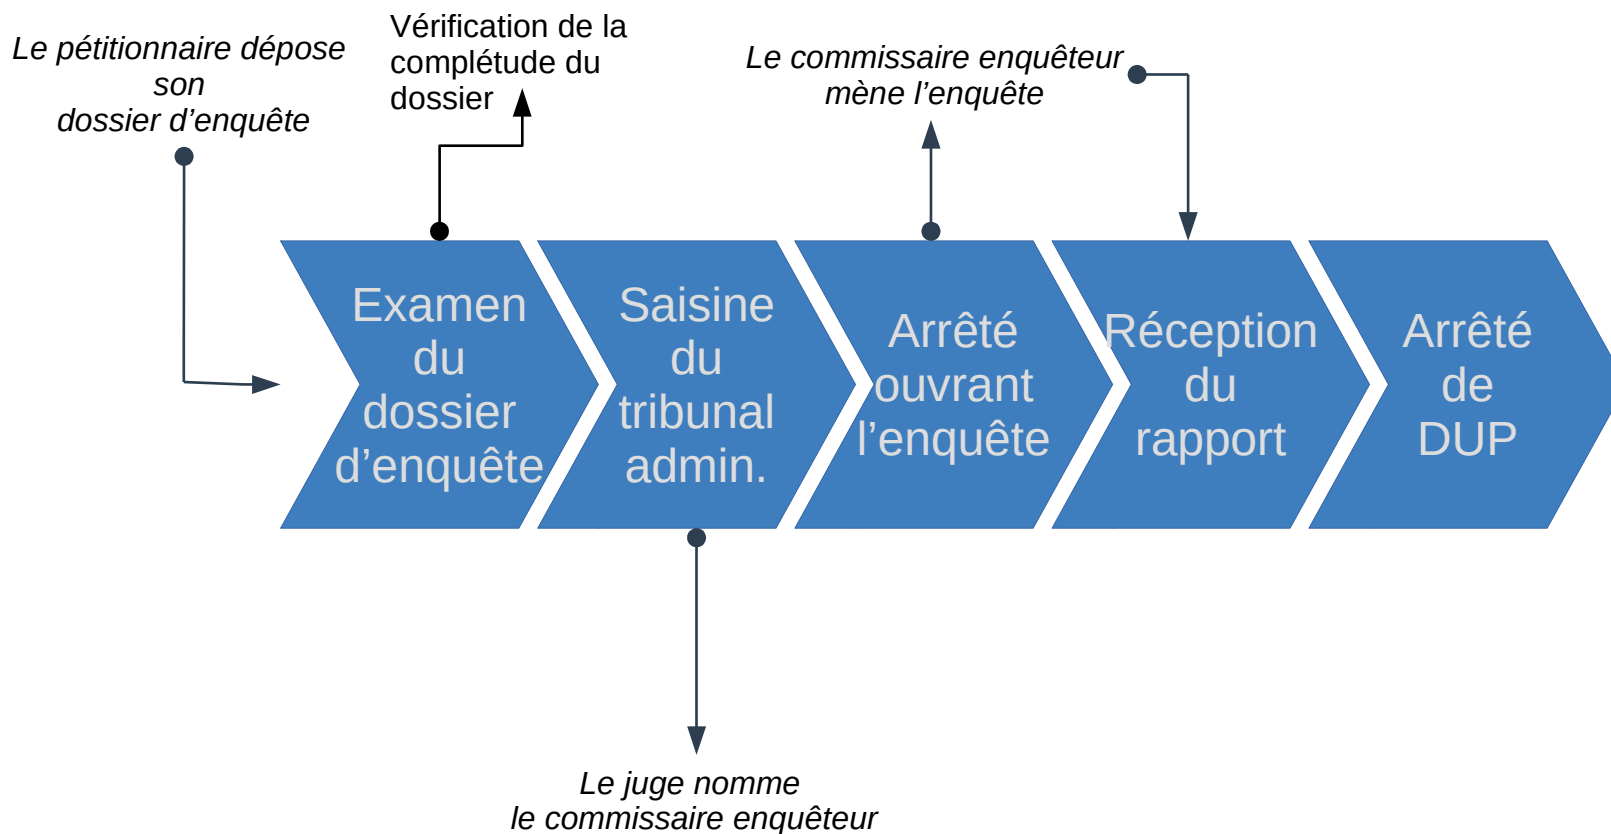 Le pétitionnaire dépose
son
dossier d’enquête
Vérification de la
complétude du
dossier
Le commissaire enquêteur
mène l’enquête
Examen
du
dossier
d’enquête
Saisine
du
tribunal
admin.
Arrêté
ouvrant
l’enquête
Réception
du
rapport
Arrêté
de
DUP
Le juge nomme
le commissaire enquêteur